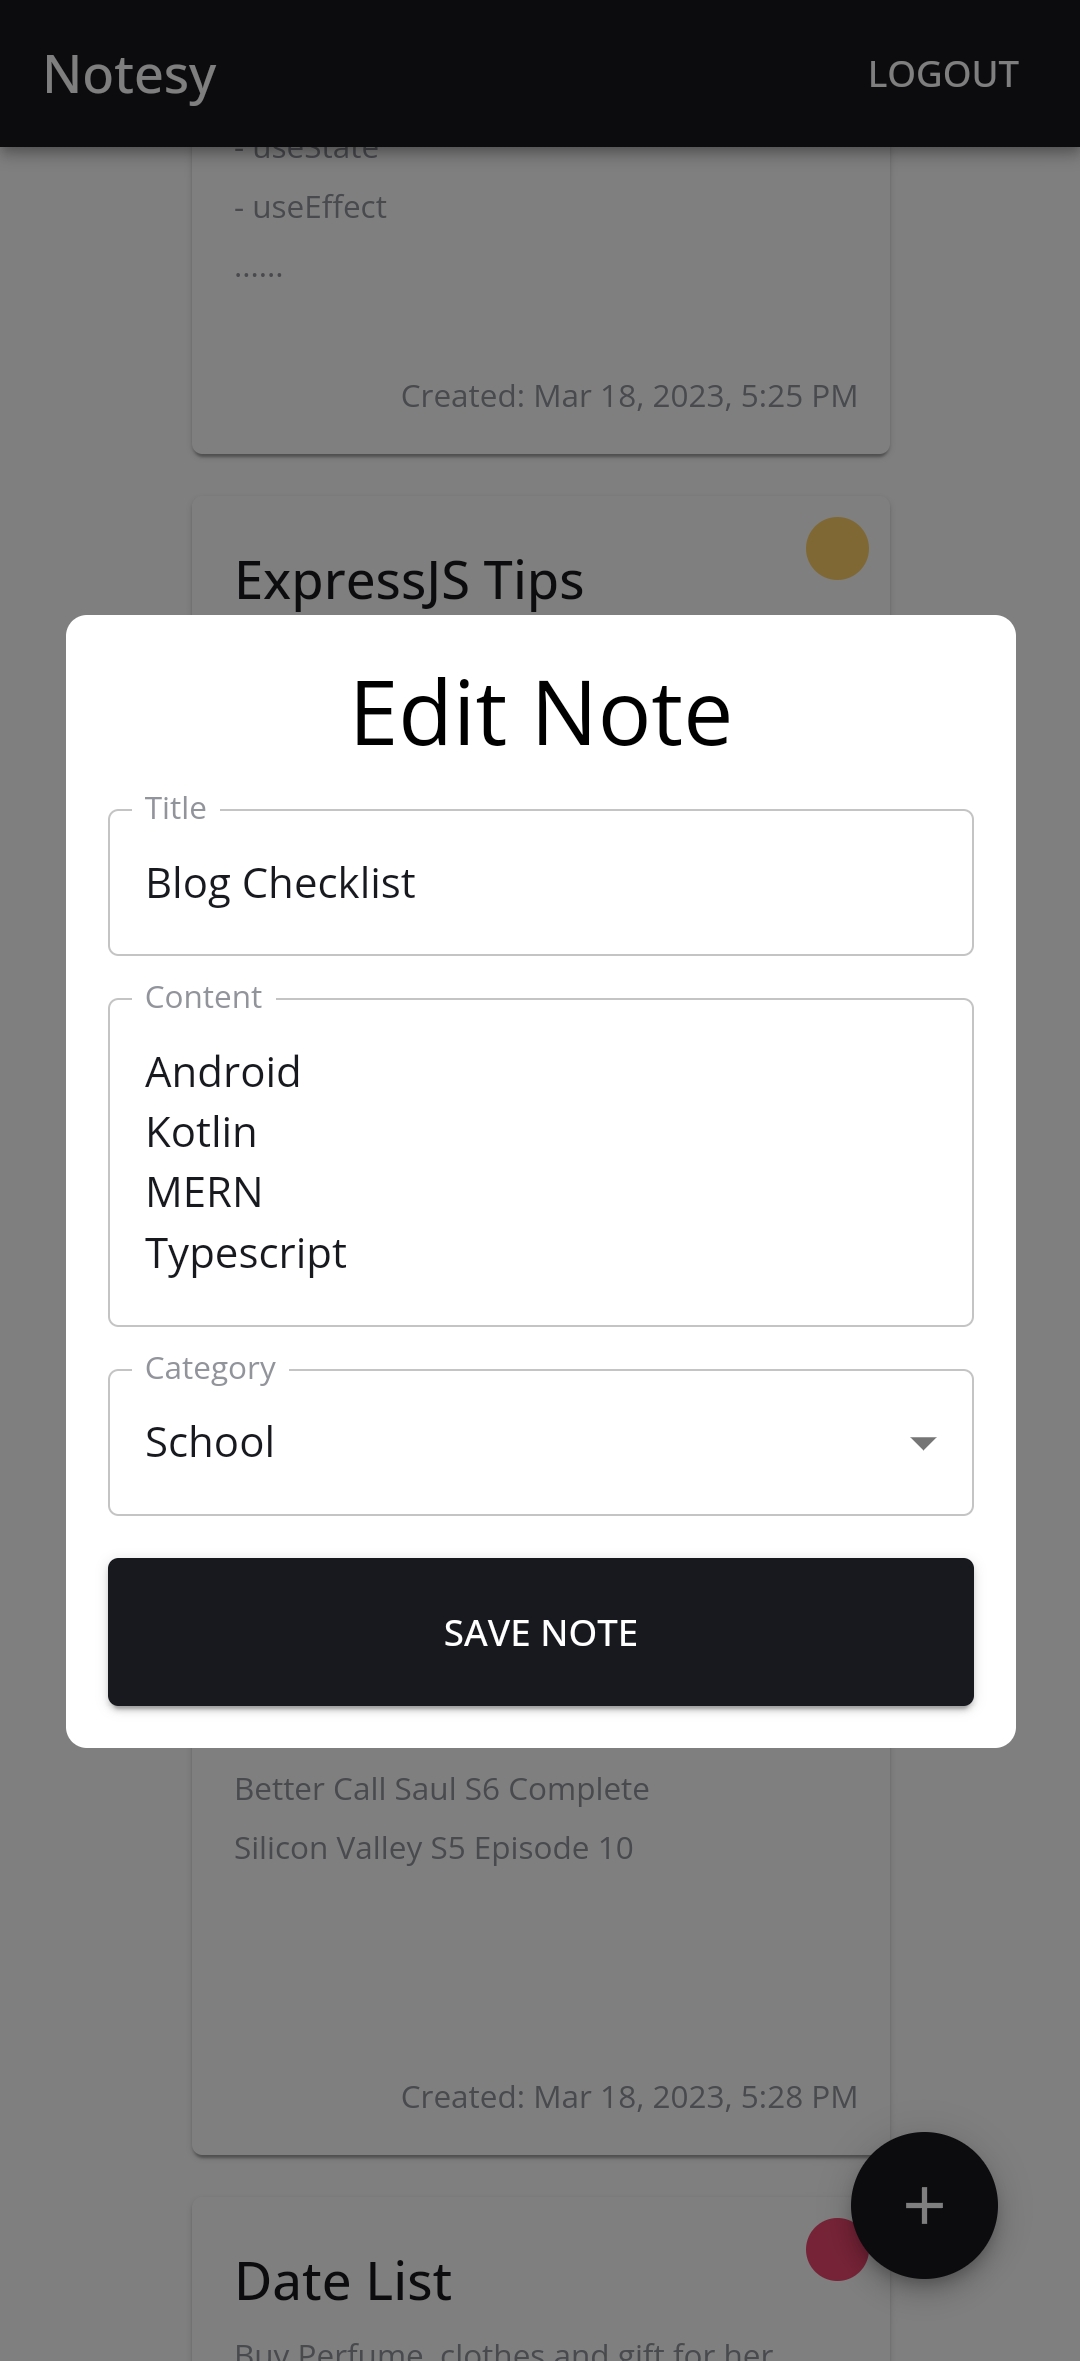 Notesy
LOGOUT
- useState
- useEffect
......
Created: Mar 18, 2023, 5:25 PM
ExpressJS Tips
Edit Note
Title
Blog Checklist
Content
Android
Kotlin
MERN
Typescript
Category
School
SAVE NOTE
Better Call Saul S6 Complete
Silicon Valley S5 Episode 10
Created: Mar 18, 2023, 5:28 PM
+
Date List
Buy Perfume, clothes and gift for her